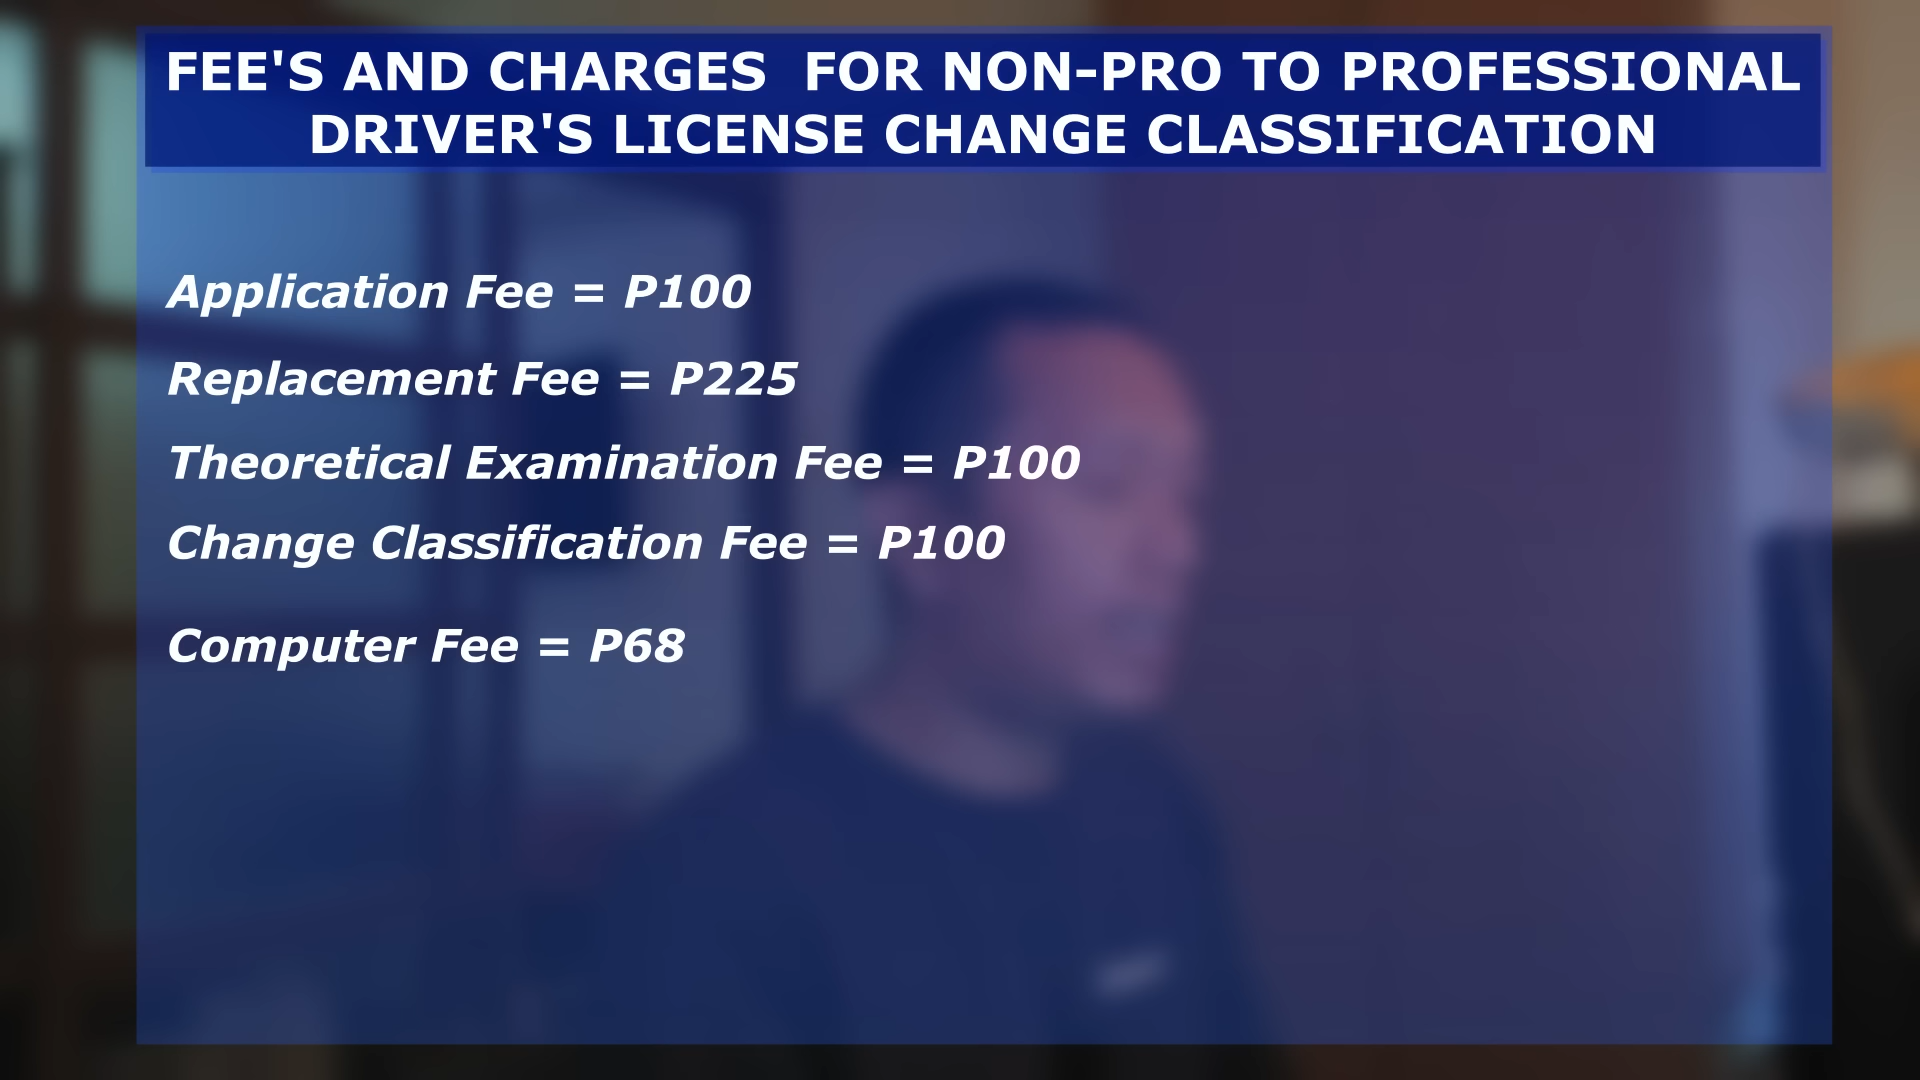 FEE'S AND CHARGES  FOR NON-PRO TO PROFESSIONAL
DRIVER'S LICENSE CHANGE CLASSIFICATION
Application Fee = P100
Replacement Fee = P225
Theoretical Examination Fee = P100
Change Classification Fee = P100
Computer Fee = P68